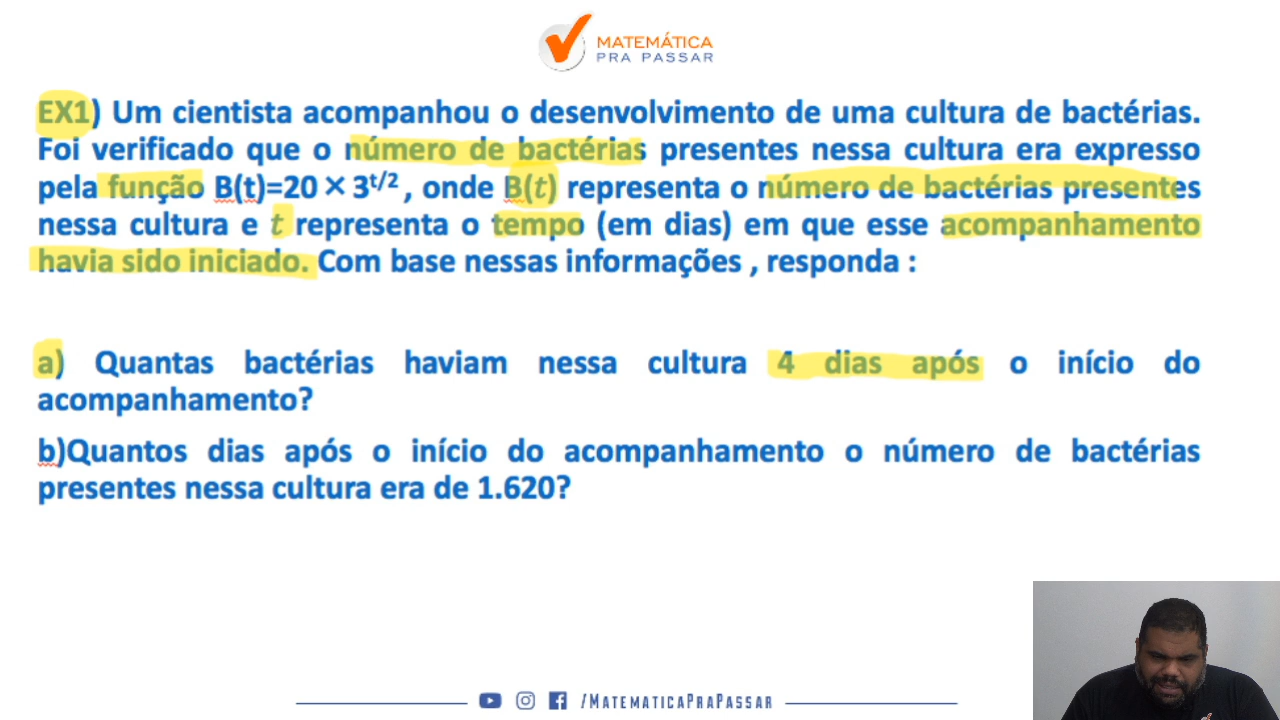 MATEMÁTICA
PRA PASSAR
EX1) Um cientista acompanhou o desenvolvimento de uma cultura de bactérias.
Foi verificado que o número de bactérias presentes nessa cultura era expresso
pela função B(t)=20 × 3^t/2 , onde B(t) representa o número de bactérias presentes
nessa cultura e t representa o tempo (em dias) em que esse acompanhamento
havia sido iniciado. Com base nessas informações , responda :
a) Quantas bactérias haviam nessa cultura 4 dias após o início do
acompanhamento?
b)Quantos dias após o início do acompanhamento o número de bactérias
presentes nessa cultura era de 1.620?
/MATEMATICAPRAPASSAR